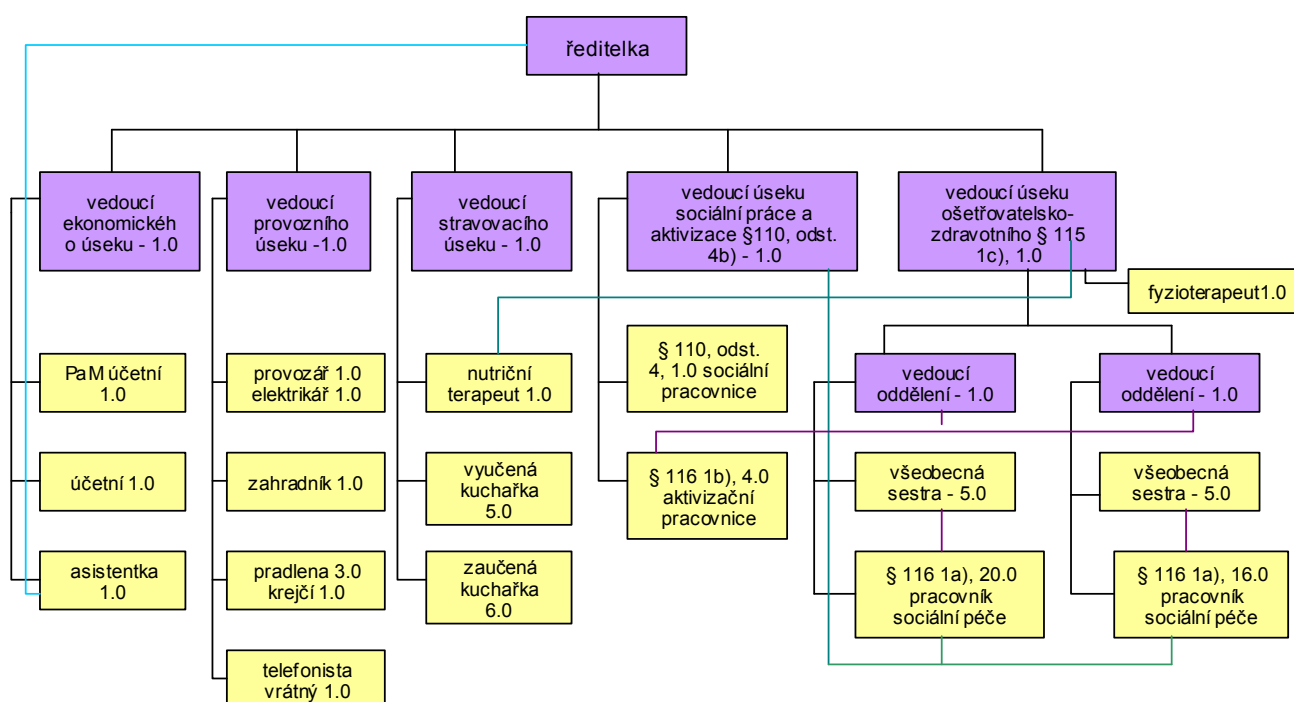 ředitelka
vedoucí
ekonomickéh
o úseku - 1.0
vedoucí
provozního
úseku -1.0
vedoucí
stravovacího
úseku - 1.0
vedoucí úseku
sociální práce a
aktivizace §110, odst.
4b) - 1.0
vedoucí úseku
ošetřovatelsko-
zdravotního § 115
1c), 1.0
fyzioterapeut1.0
PaM účetní
1.0
provozář 1.0
elektrikář 1.0
nutriční
terapeut 1.0
§ 110, odst.
4, 1.0 sociální
pracovnice
vedoucí
oddělení - 1.0
vedoucí
oddělení - 1.0
účetní 1.0
zahradník 1.0
vyučená
kuchařka
5.0
§ 116 1b), 4.0
aktivizační
pracovnice
všeobecná
sestra - 5.0
všeobecná
sestra - 5.0
asistentka
1.0
pradlena 3.0
krejčí 1.0
zaučená
kuchařka
6.0
§ 116 1a), 20.0
pracovník
sociální péče
§ 116 1a), 16.0
pracovník
sociální péče
telefonista
vrátný 1.0